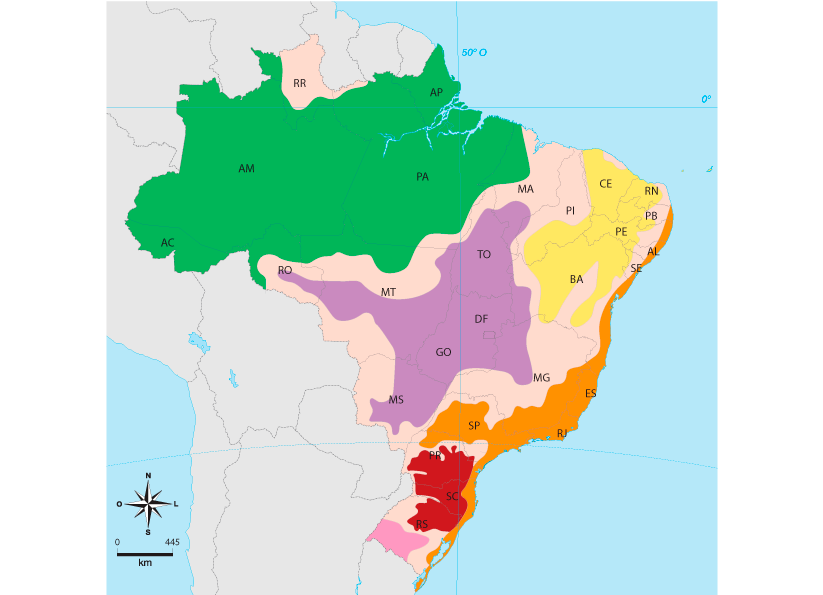 50° O
0°
RR
AP
AM
PA
MA
CE
RN
PI
PB
PE
AC
AL
TO
SE
RO
BA
MT
DF
GO
MG
ES
MS
SP
RJ
PR
SC
RS
N
O
L
S
0
445
km